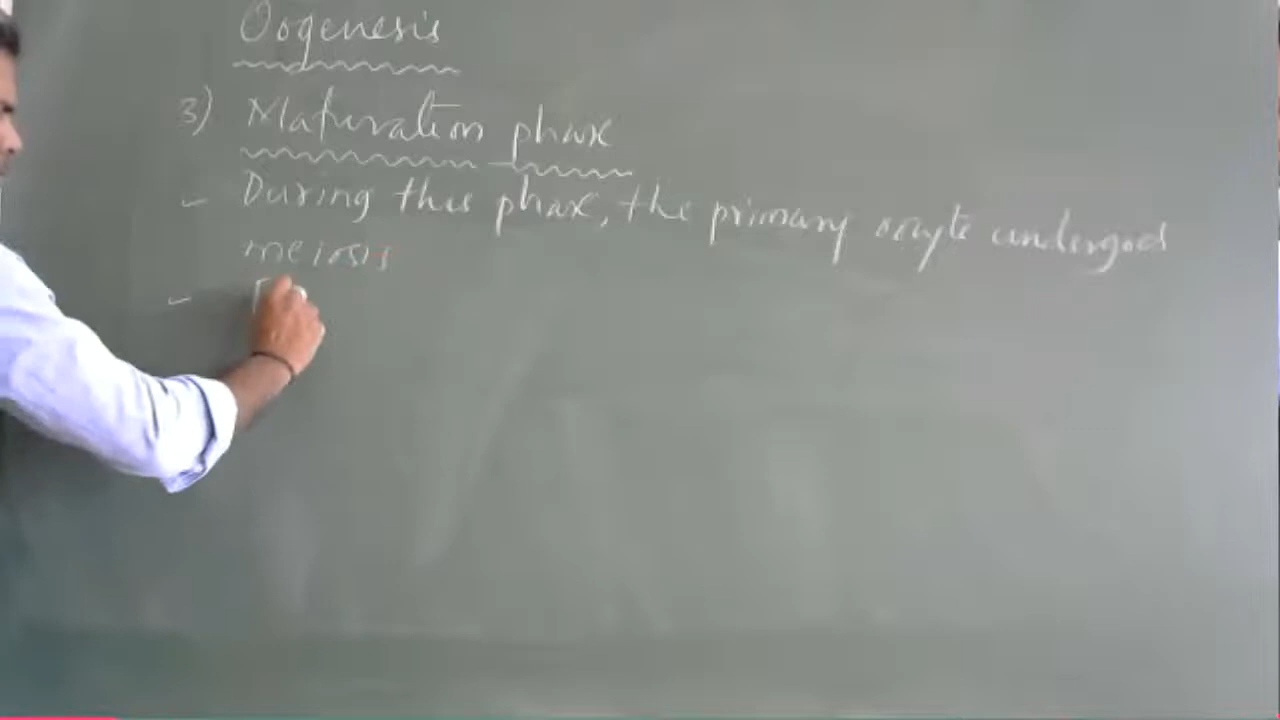 Oogenesis
3) Maturation phase
- During this phase, the primary oocyte undergoes
meiosis
-